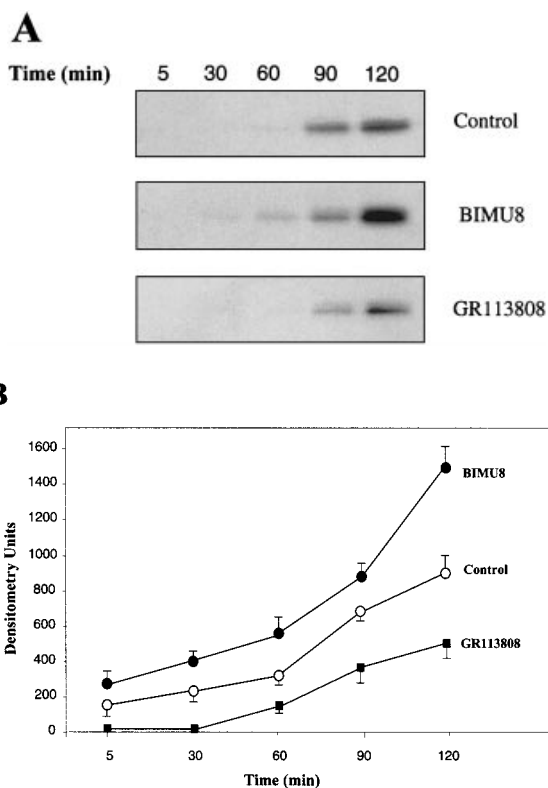 A
Time (min) 5 30 60 90 120
Control
BIMU8
GR113808
B
1600
1400
1200
1000
800
600
400
200
0
Densitometry Units
BIMU8
Control
GR113808
5 30 60 90 120
Time (min)